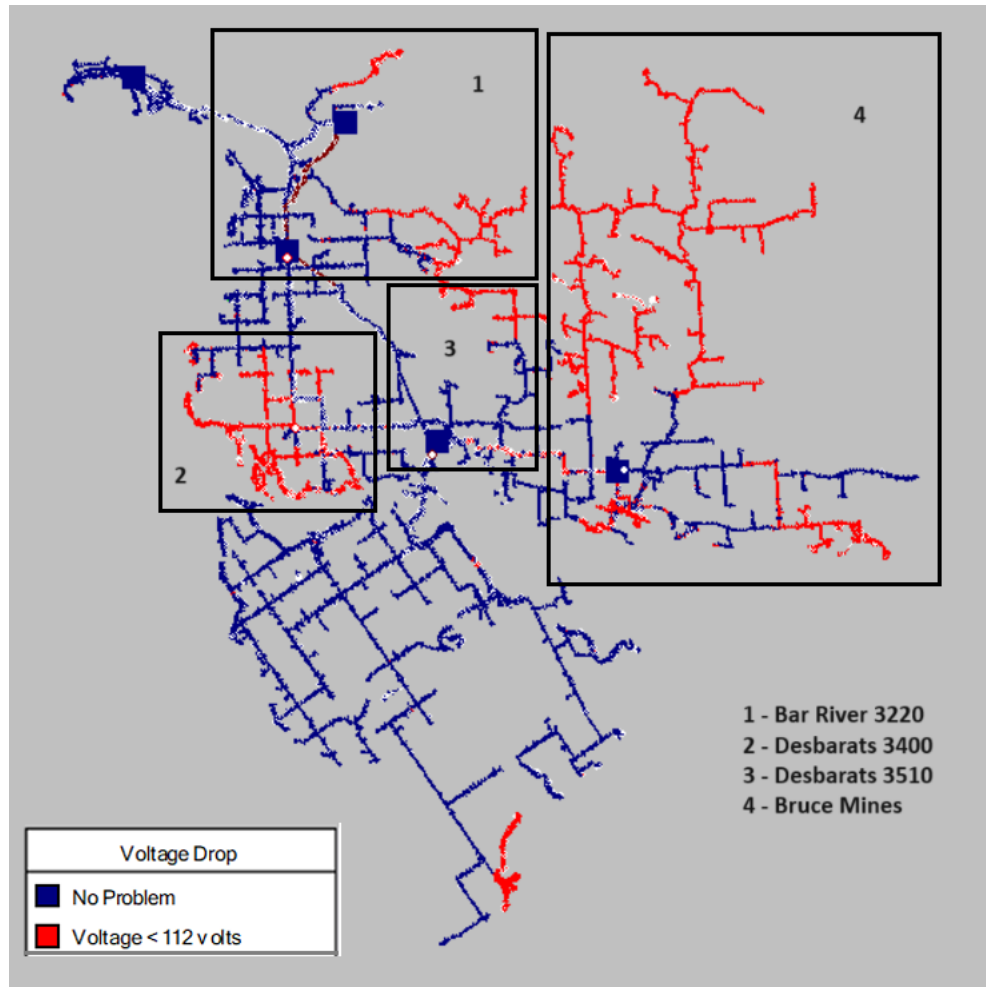 1
4
3
2
1 - Bar River 3220
2 - Desbarats 3400
3 - Desbarats 3510
4 - Bruce Mines
Voltage Drop
No Problem
Voltage < 112 volts